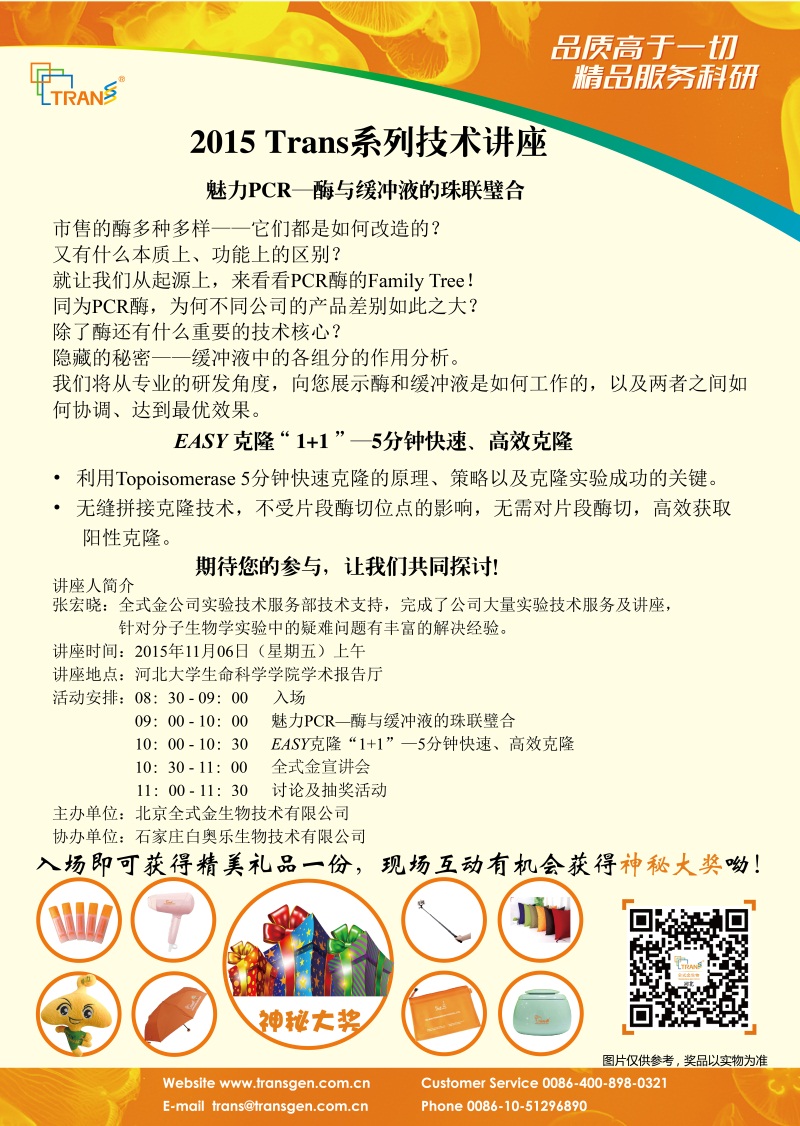 品质高于一切
精品服务科研
TRANS®
2015 Trans系列技术讲座
魅力PCR—酶与缓冲液的珠联璧合
市售的酶多种多样——它们都是如何改造的？
又有什么本质上、功能上的区别？
就让我们从起源上，来看看PCR酶的Family Tree！
同为PCR酶，为何不同公司的产品差别如此之大？
除了酶还有什么重要的技术核心？
隐藏的秘密——缓冲液中的各组分的作用分析。
我们将从专业的研发角度，向您展示酶和缓冲液是如何工作的，以及两者之间如
何协调、达到最优效果。
EASY 克隆“1+1”—5分钟快速、高效克隆
• 利用Topoisomerase 5分钟快速克隆的原理、策略以及克隆实验成功的关键。
• 无缝拼接克隆技术，不受片段酶切位点的影响，无需对片段酶切，高效获取
阳性克隆。
期待您的参与，让我们共同探讨!
讲座人简介
张宏晓：全式金公司实验技术服务部技术支持，完成了公司大量实验技术服务及讲座，
针对分子生物学实验中的疑难问题有丰富的解决经验。
讲座时间：2015年11月06日（星期五）上午
讲座地点：河北大学生命科学学院学术报告厅
活动安排：08：30 - 09：00 入场
09：00 - 10：00 魅力PCR—酶与缓冲液的珠联璧合
10：00 - 10：30 EASY克隆“1+1”—5分钟快速、高效克隆
10：30 - 11：00 全式金宣讲会
11：00 - 11：30 讨论及抽奖活动
主办单位：北京全式金生物技术有限公司
协办单位：石家庄白奥乐生物技术有限公司
入场即可获得精美礼品一份，现场互动有机会获得神秘大奖呦！
神秘大奖
TRANS
河北
图片仅供参考，奖品以实物为准
Website www.transgen.com.cn Customer Service 0086-400-898-0321
E-mail trans@transgen.com.cn Phone 0086-10-51296890